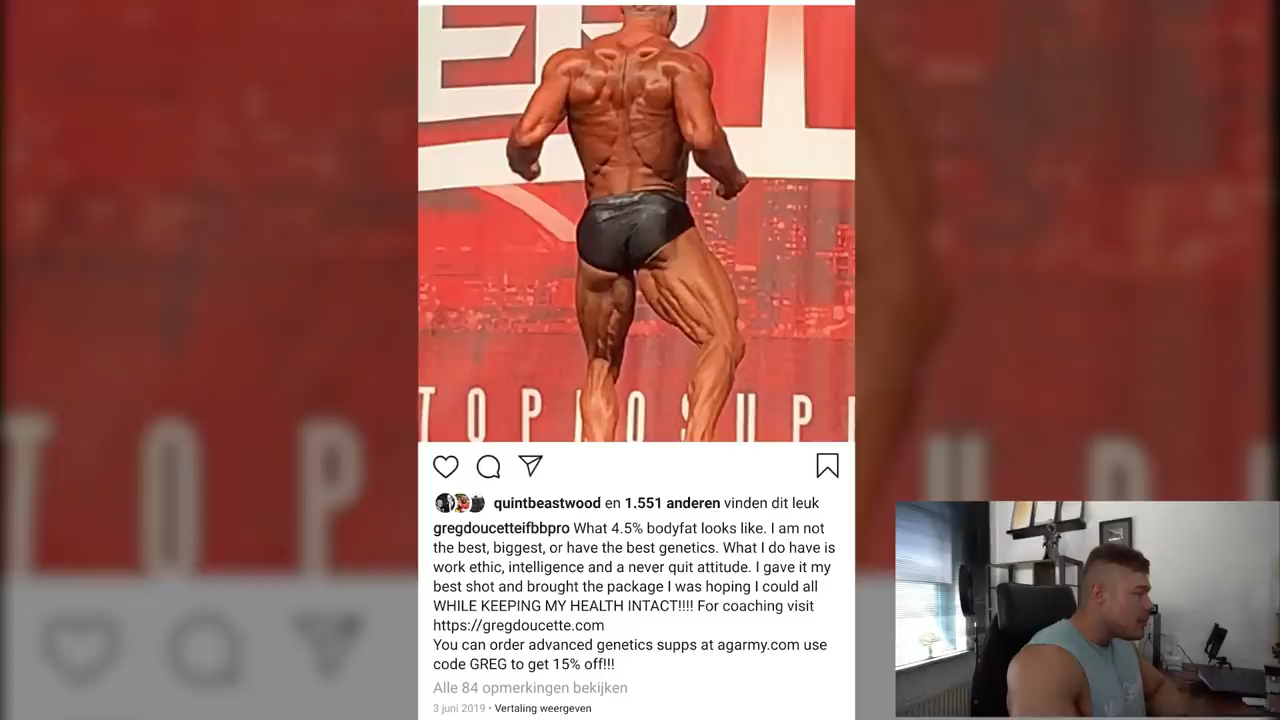 ER
TOPROSUPP
quintbeastwood en 1.551 anderen vinden dit leuk
gregdoucetteifbbpro What 4.5% bodyfat looks like. I am not
the best, biggest, or have the best genetics. What I do have is
work ethic, intelligence and a never quit attitude. I gave it my
best shot and brought the package I was hoping I could all
WHILE KEEPING MY HEALTH INTACT!!!! For coaching visit
https://gregdoucette.com
You can order advanced genetics supps at agarmy.com use
code GREG to get 15% off!!!
Alle 84 opmerkingen bekijken
3 juni 2019 • Vertaling weergeven